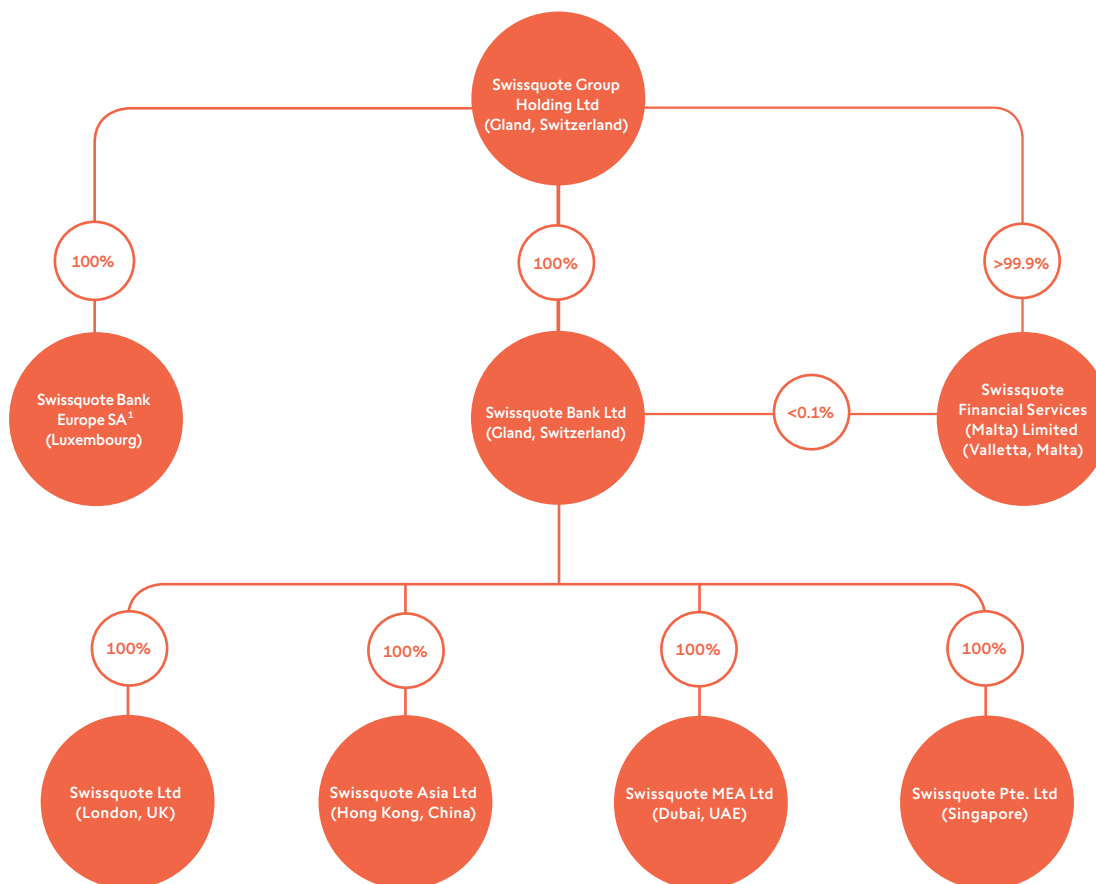 Swissquote Group
Holding Ltd
(Gland, Switzerland)
100%
100%
>99.9%
Swissquote Bank
Europe SA¹
(Luxembourg)
Swissquote Bank Ltd
(Gland, Switzerland)
<0.1%
Swissquote
Financial Services
(Malta) Limited
(Valletta, Malta)
100%
100%
100%
100%
Swissquote Ltd
(London, UK)
Swissquote Asia Ltd
(Hong Kong, China)
Swissquote MEA Ltd
(Dubai, UAE)
Swissquote Pte. Ltd
(Singapore)